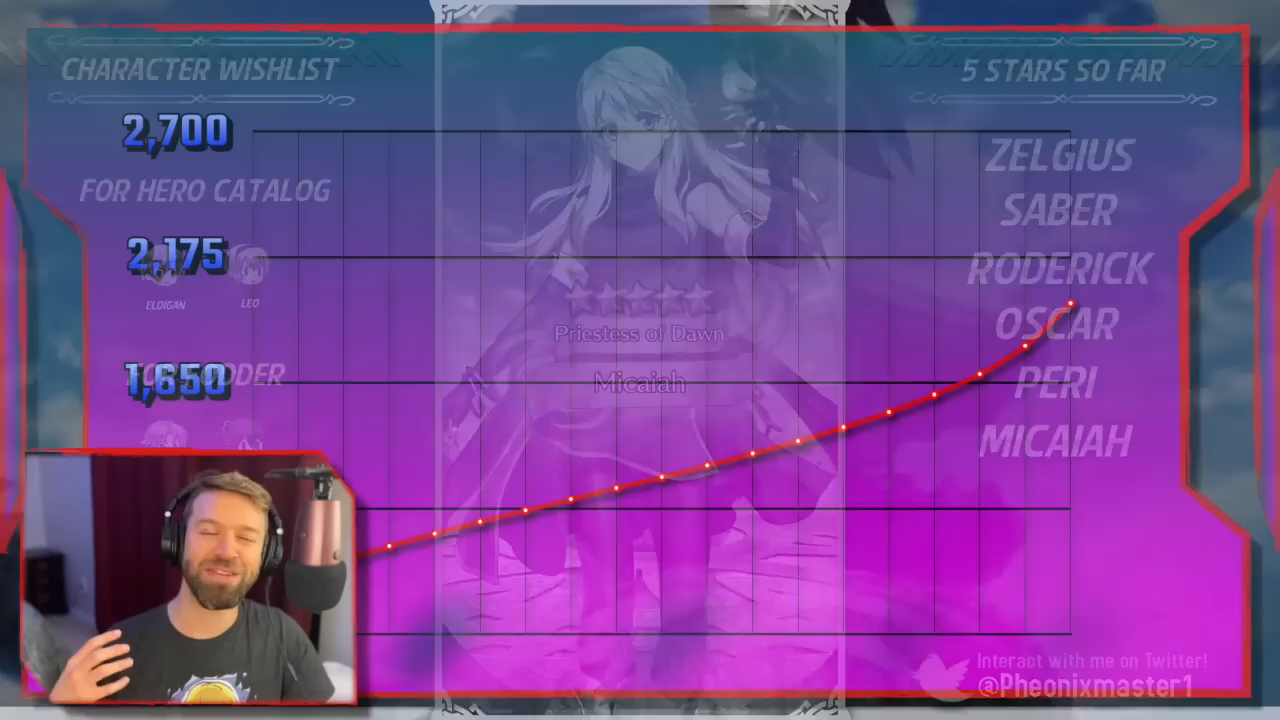 CHARACTER WISHLIST
2,700
FOR HERO CATALOG
2,175
ELDIGAN
LEO
1,650
5 STARS SO FAR
ZELGIUS
SABER
RODERICK
OSCAR
PERI
MICAIAH
Priestess of Dawn
Micaiah
Interact with me on Twitter!
@Pheonixmaster1